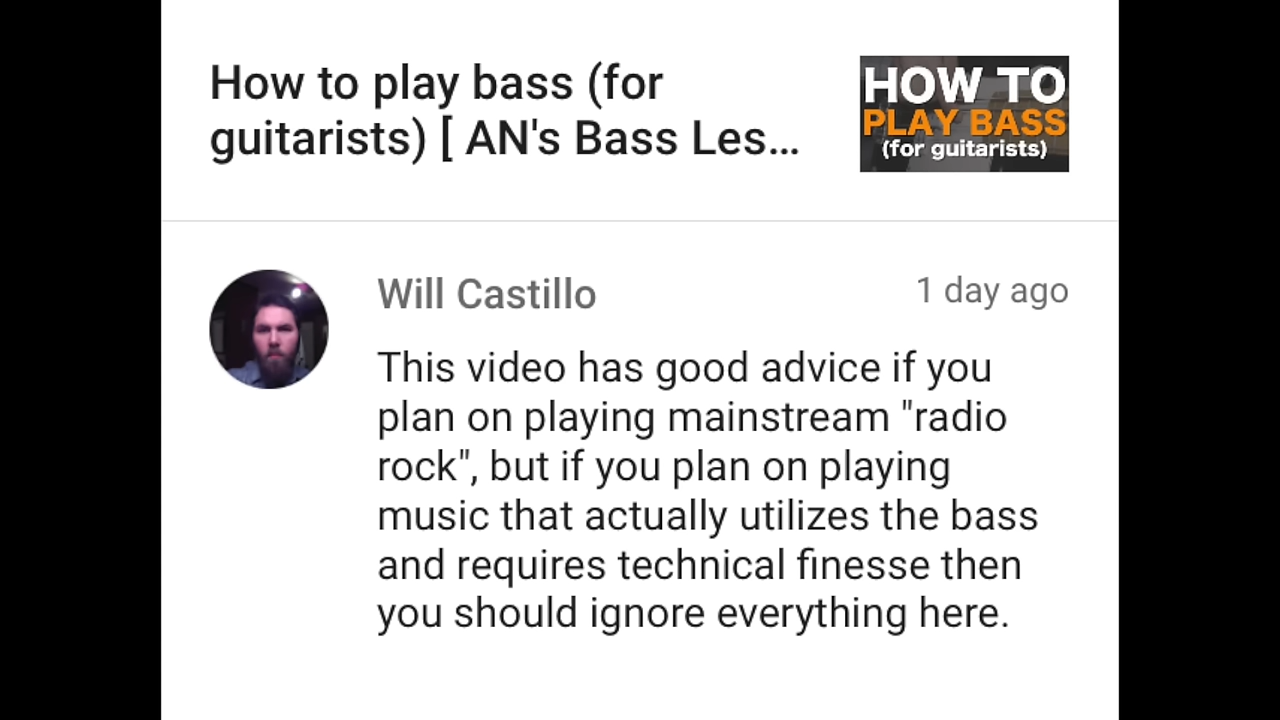 How to play bass (for
guitarists) [ AN's Bass Les...
HOW TO
PLAY BASS
(for guitarists)
Will Castillo
1 day ago
This video has good advice if you
plan on playing mainstream "radio
rock", but if you plan on playing
music that actually utilizes the bass
and requires technical finesse then
you should ignore everything here.